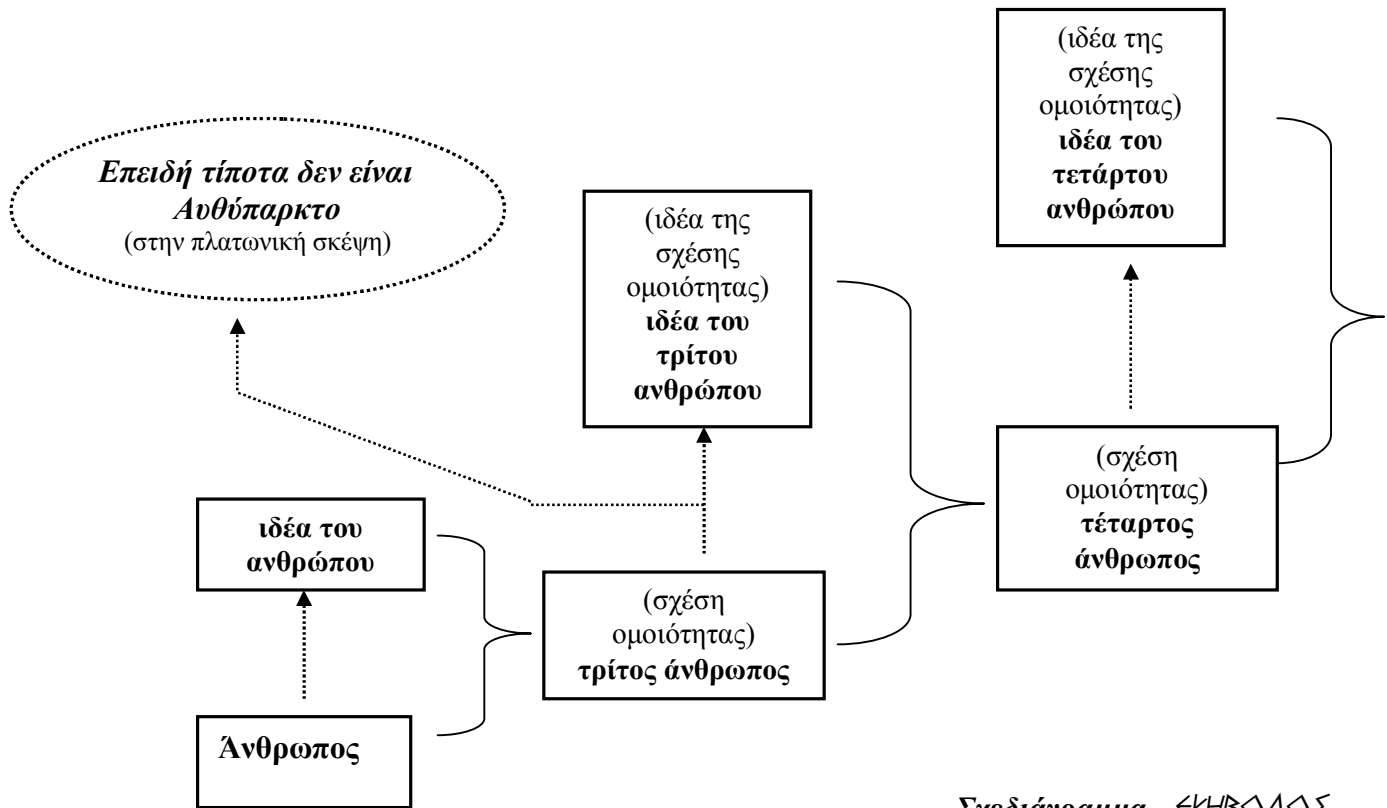 (ιδέα της
σχέσης
ομοιότητας)
ιδέα του
τετάρτου
ανθρώπου
Επειδή τίποτα δεν είναι
Αυθύπαρκτο
(στην πλατωνική σκέψη)
(ιδέα της
σχέσης
ομοιότητας)
ιδέα του
τρίτου
ανθρώπου
(σχέση
ομοιότητας)
τέταρτος
άνθρωπος
ιδέα του
ανθρώπου
(σχέση
ομοιότητας)
τρίτος άνθρωπος
Άνθρωπος
Σχεδιάγραμμα ΕΚΗΒΟΛΟΣ